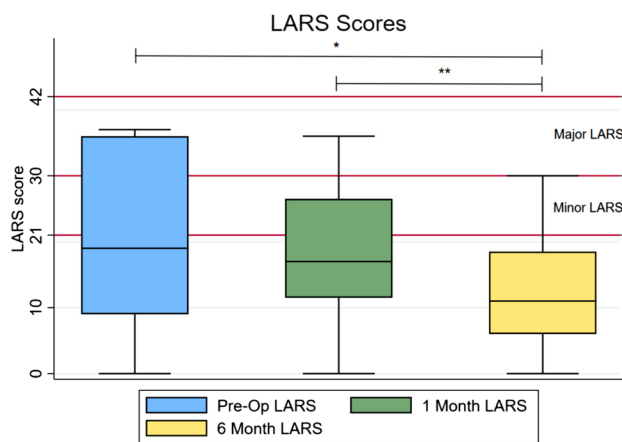 LARS Scores
*
**
42
Major LARS
30
Minor LARS
21
10
0
LARS score
Pre-Op LARS
1 Month LARS
6 Month LARS